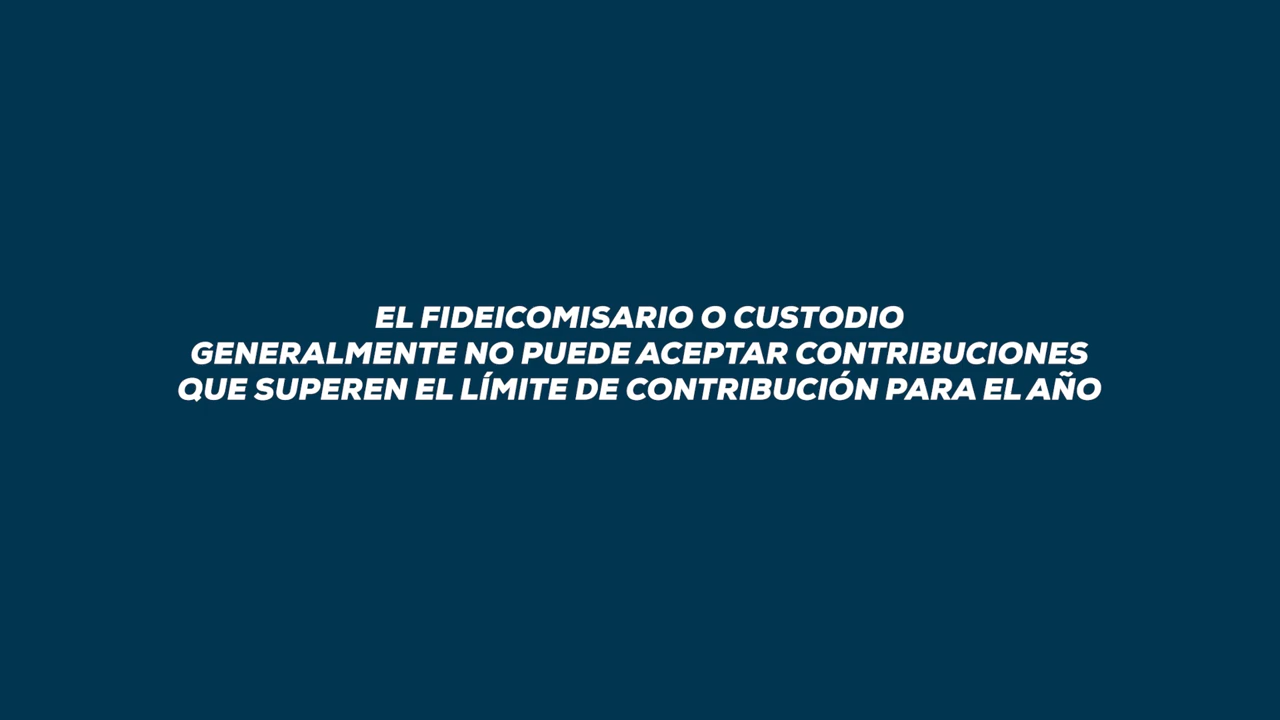 EL FIDEICOMISARIO O CUSTODIO
GENERALMENTE NO PUEDE ACEPTAR CONTRIBUCIONES
QUE SUPEREN EL LÍMITE DE CONTRIBUCIÓN PARA EL AÑO